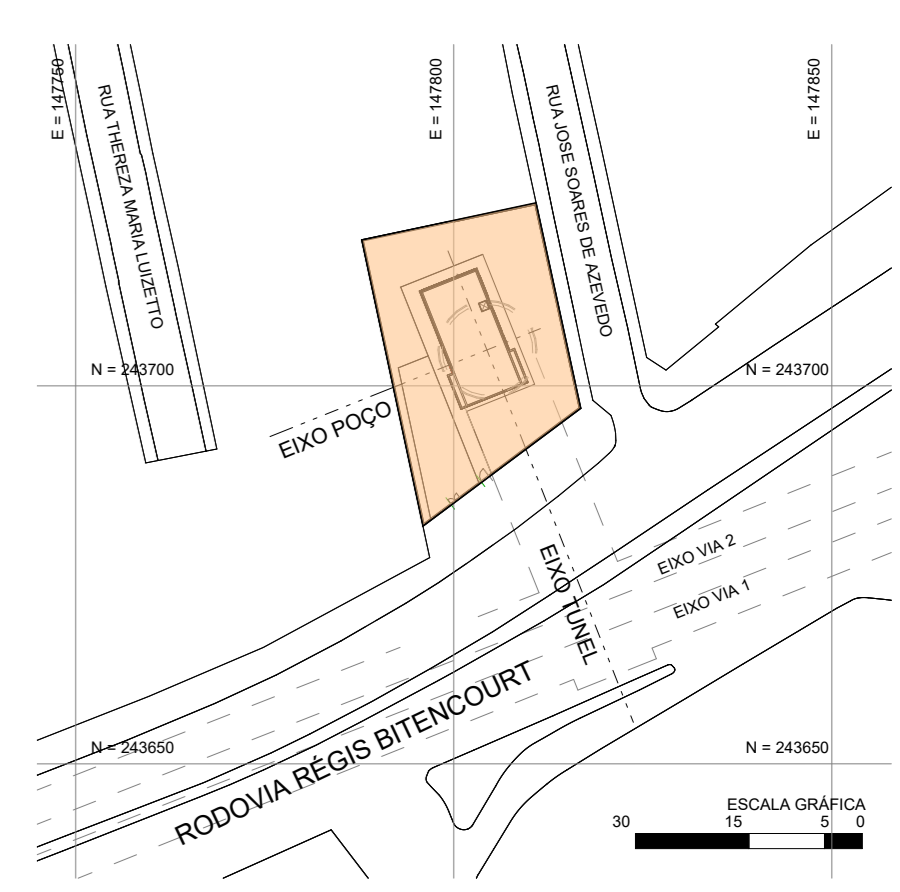 E = 147750
E = 147800
E = 147850
RUA THEREZA MARIA LUIZETTO
RUA JOSE SOARES DE AZEVEDO
N = 243700
N = 243700
EIXO POÇO
EIXO VIA 2
EIXO TUNEL
EIXO VIA 1
RODOVIA RÉGIS BITENCOURT
N = 243650
N = 243650
ESCALA GRÁFICA
30 15 5 0